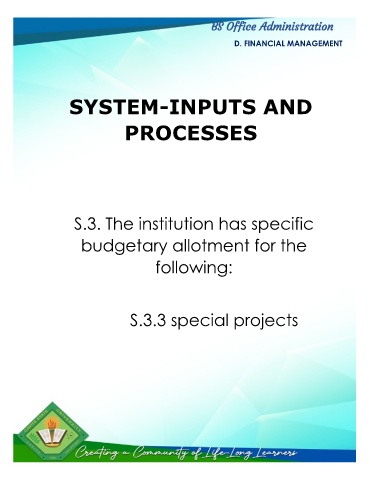 BS Office Administration
D. FINANCIAL MANAGEMENT
SYSTEM-INPUTS AND
PROCESSES
S.3. The institution has specific
budgetary allotment for the
following:
S.3.3 special projects
Creating a Community of Life-Long Learners